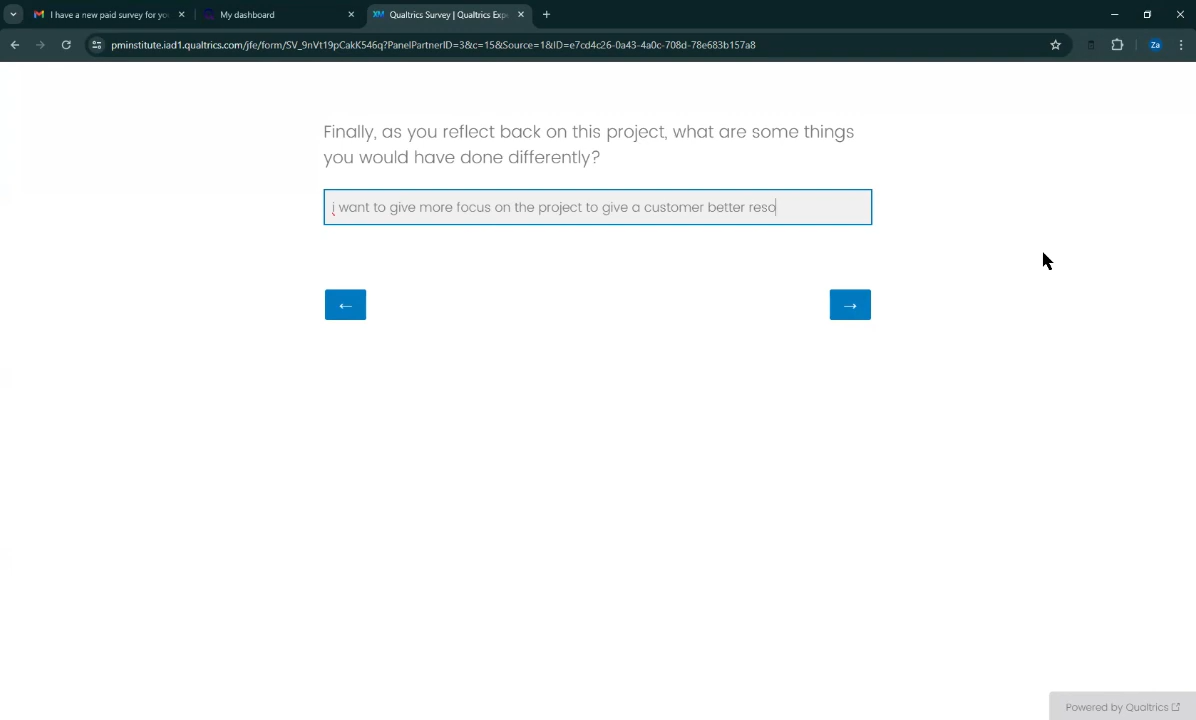 I have a new paid survey for yo
My dashboard
Qualtrics Survey | Qualtrics Exp
pminstitute.iad1.qualtrics.com/jfe/form/SV_9nVt19pCakK546q?PanelPartnerID=3&c=15&Source=1&ID=e7cd4c26-0a43-4a0c-708d-78e683b157a8
Za
Finally, as you reflect back on this project, what are some things
you would have done differently?
i want to give more focus on the project to give a customer better reso
←
→
Powered by Qualtrics